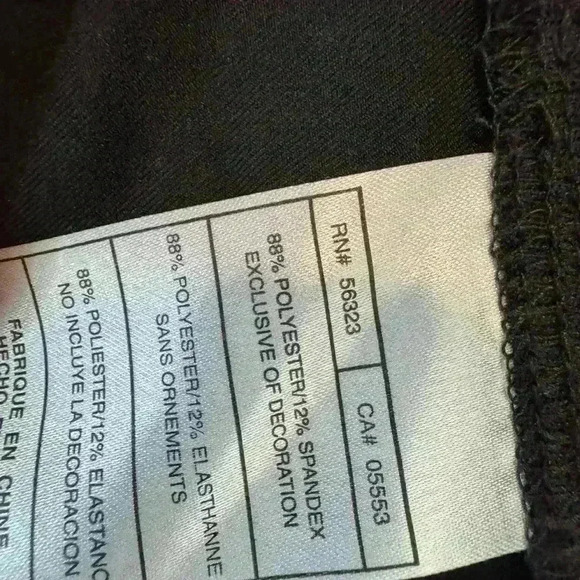 RN# 56323
CA# 05553
88% POLYESTER/12% SPANDEX
EXCLUSIVE OF DECORATION
88% POLYESTER/12% ELASTHANNE
SANS ORNEMENTS
88% POLIESTER/12% ELASTANO
NO INCLUYE LA DECORACION
FABRIQUE EN CHINE
HECHO